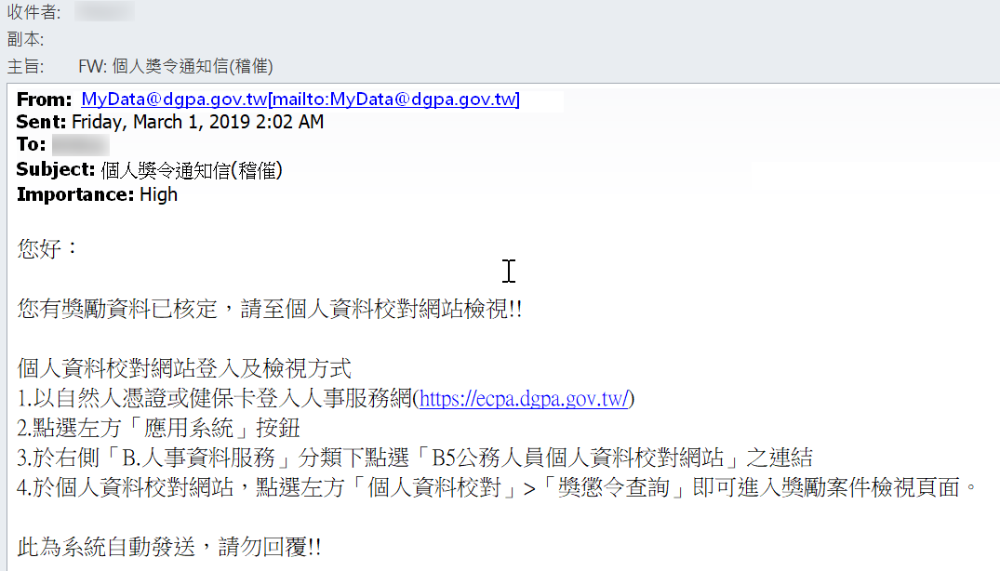 收件者:
副本:
主旨: FW: 個人獎令通知信(稽催)
From: MyData@dgpa.gov.tw[mailto:MyData@dgpa.gov.tw]
Sent: Friday, March 1, 2019 2:02 AM
To:
Subject: 個人獎令通知信(稽催)
Importance: High
您好：
您有獎勵資料已核定，請至個人資料校對網站檢視!!
個人資料校對網站登入及檢視方式
1.以自然人憑證或健保卡登入人事服務網(https://ecpa.dgpa.gov.tw/)
2.點選左方「應用系統」按鈕
3.於右側「B.人事資料服務」分類下點選「B5公務人員個人資料校對網站」之連結
4.於個人資料校對網站，點選左方「個人資料校對」>「獎懲令查詢」即可進入獎勵案件檢視頁面。
此為系統自動發送，請勿回覆!!